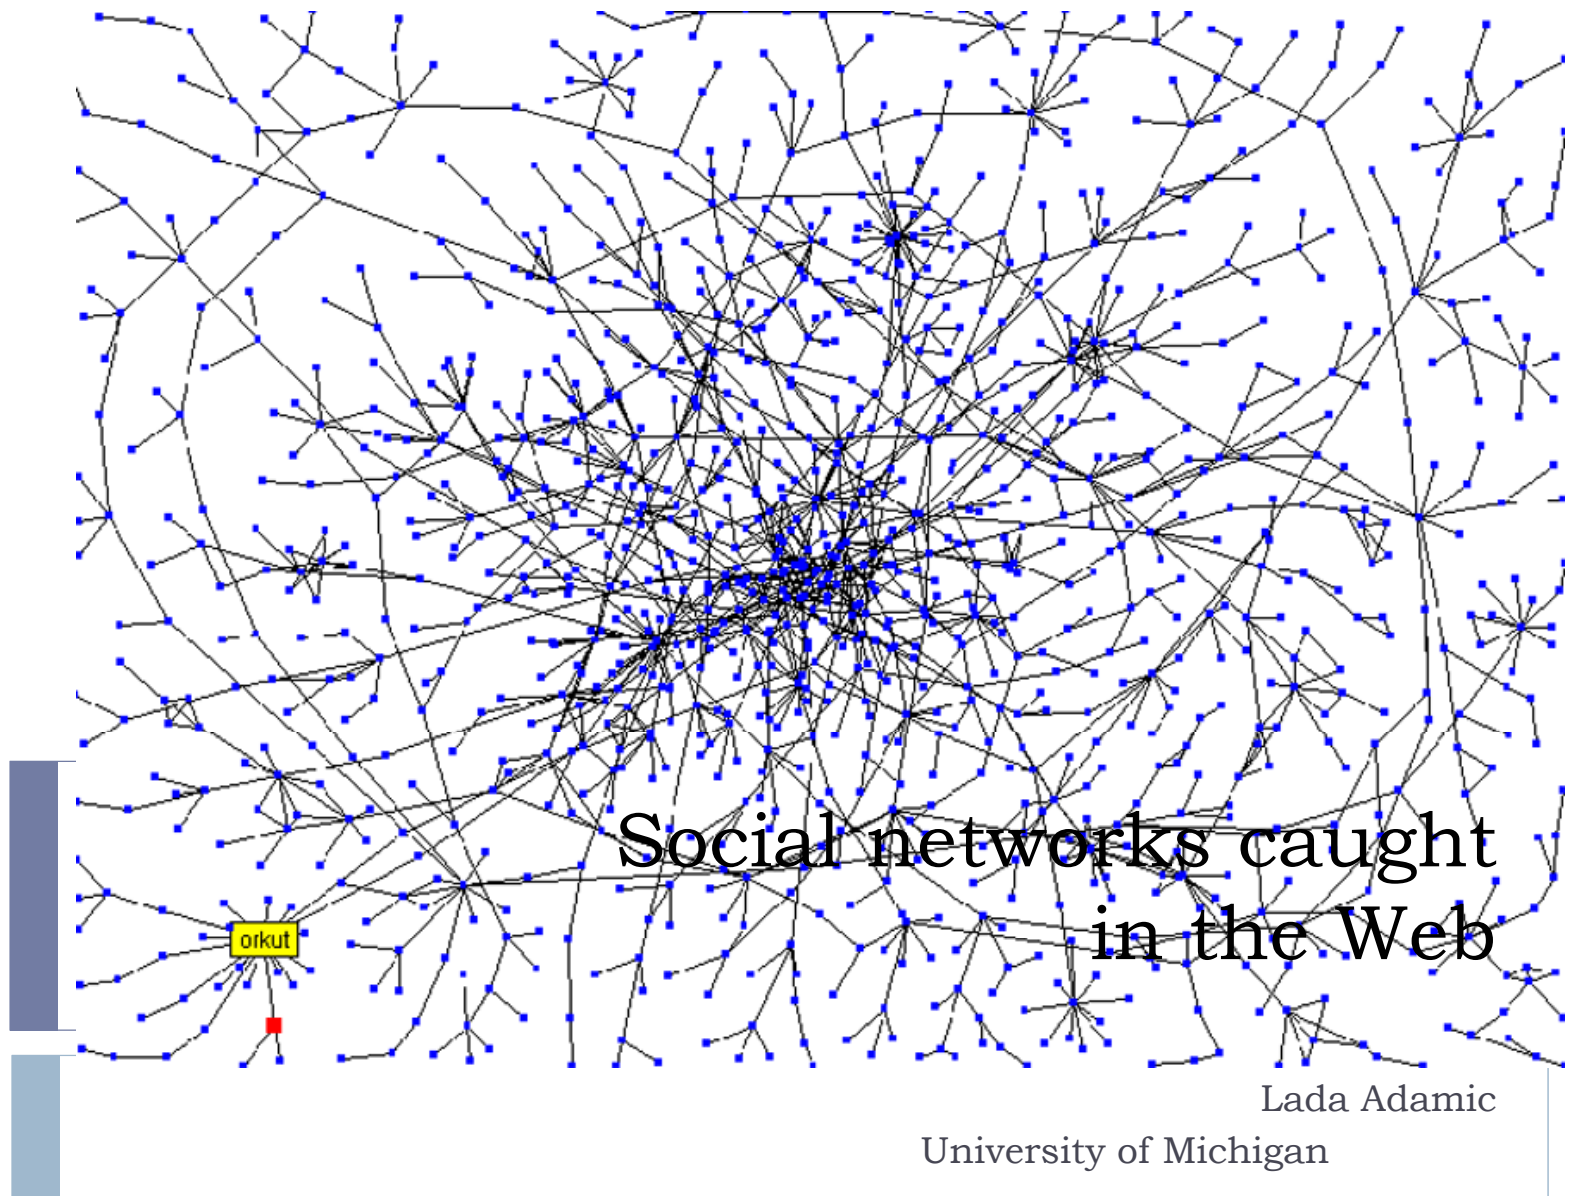 Social networks caught
in the Web
orkut
Lada Adamic
University of Michigan